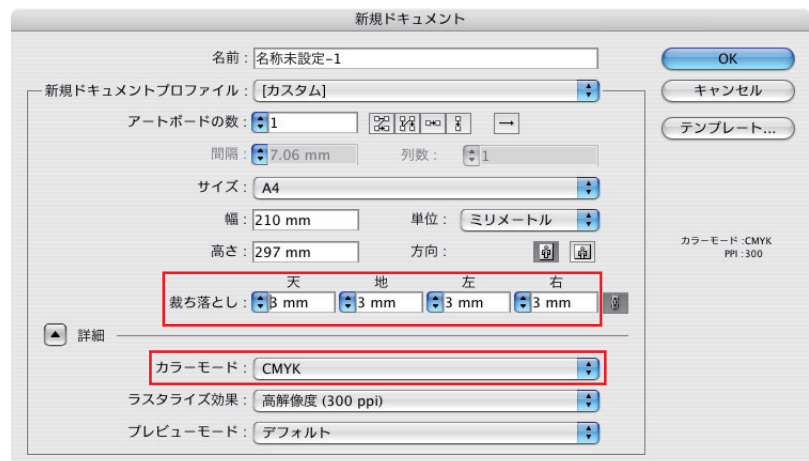 新規ドキュメント
名前：名称未設定-1
OK
新規ドキュメントプロファイル：[カスタム]
キャンセル
アートボードの数：1
テンプレート...
間隔：7.06 mm 列数：1
サイズ：A4
幅：210 mm 単位：ミリメートル
高さ：297 mm 方向：
カラーモード:CMYK
PPI:300
天 地 左 右
裁ち落とし：3 mm 3 mm 3 mm 3 mm
詳細
カラーモード：CMYK
ラスタライズ効果：高解像度 (300 ppi)
プレビューモード：デフォルト